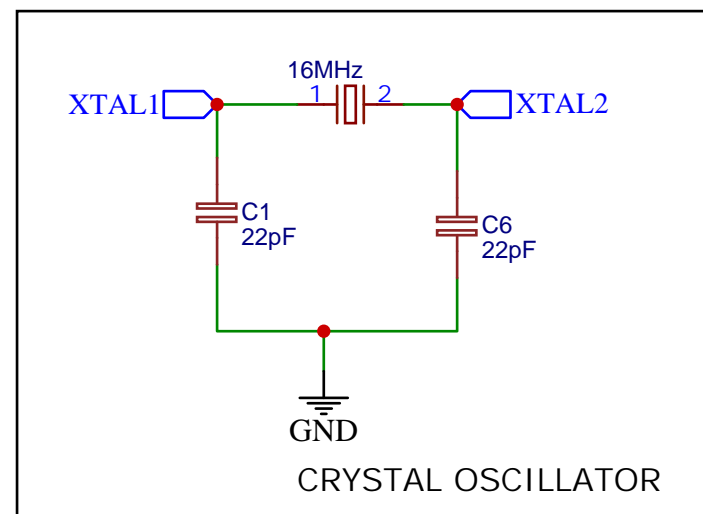 16MHz
XTAL1 1 2 XTAL2
C1
22pF
C6
22pF
GND
CRYSTAL OSCILLATOR